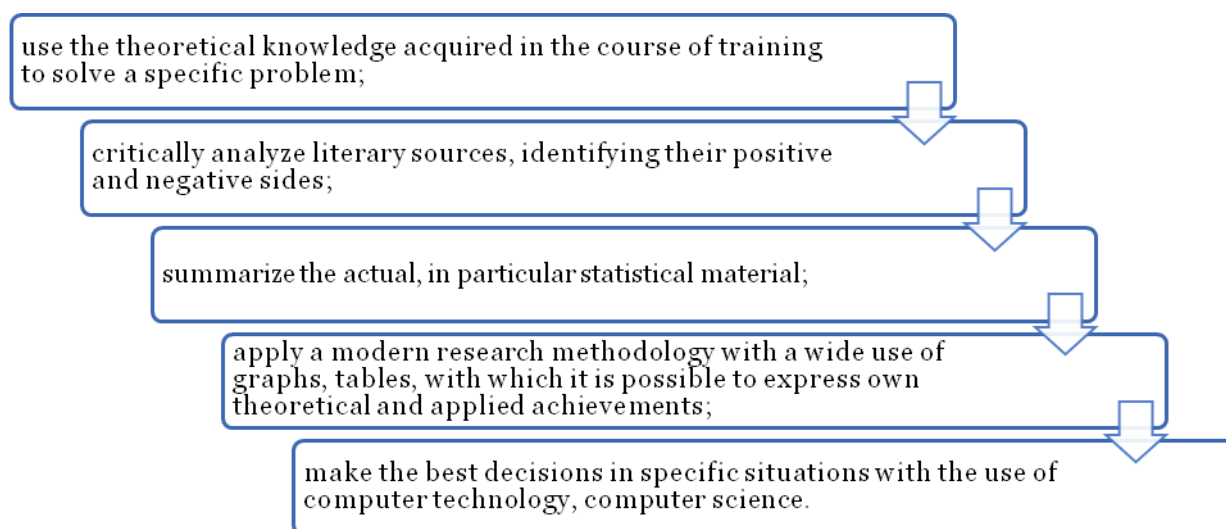 use the theoretical knowledge acquired in the course of training
to solve a specific problem;
critically analyze literary sources, identifying their positive
and negative sides;
summarize the actual, in particular statistical material;
apply a modern research methodology with a wide use of
graphs, tables, with which it is possible to express own
theoretical and applied achievements;
make the best decisions in specific situations with the use of
computer technology, computer science.